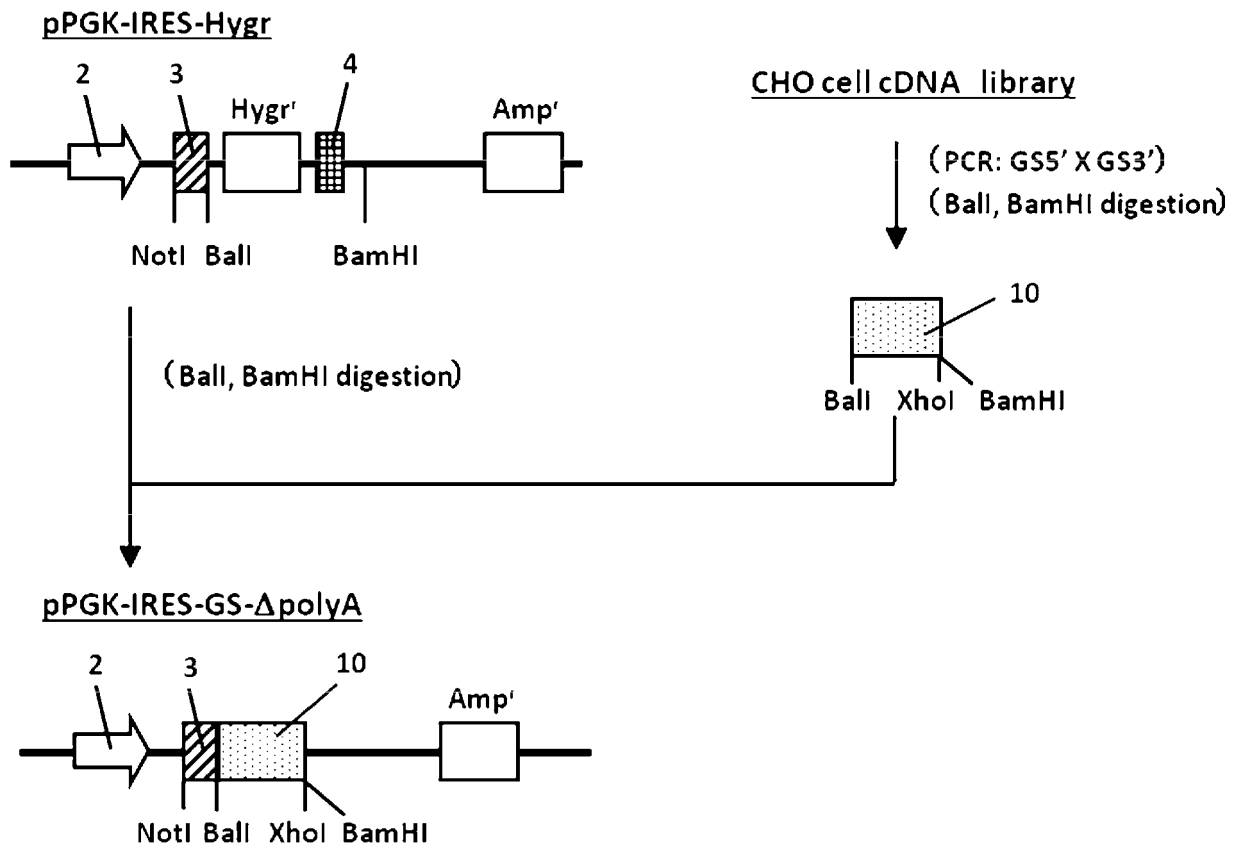 pPGK-IRES-Hygr
2 3 4
Hygrʳ Ampʳ
NotI BalI BamHI
CHO cell cDNA library
(PCR: GS5' X GS3')
(BalI, BamHI digestion)
10
BalI XhoI BamHI
(BalI, BamHI digestion)
pPGK-IRES-GS-ΔpolyA
2 3 10
Ampʳ
NotI BalI XhoI BamHI